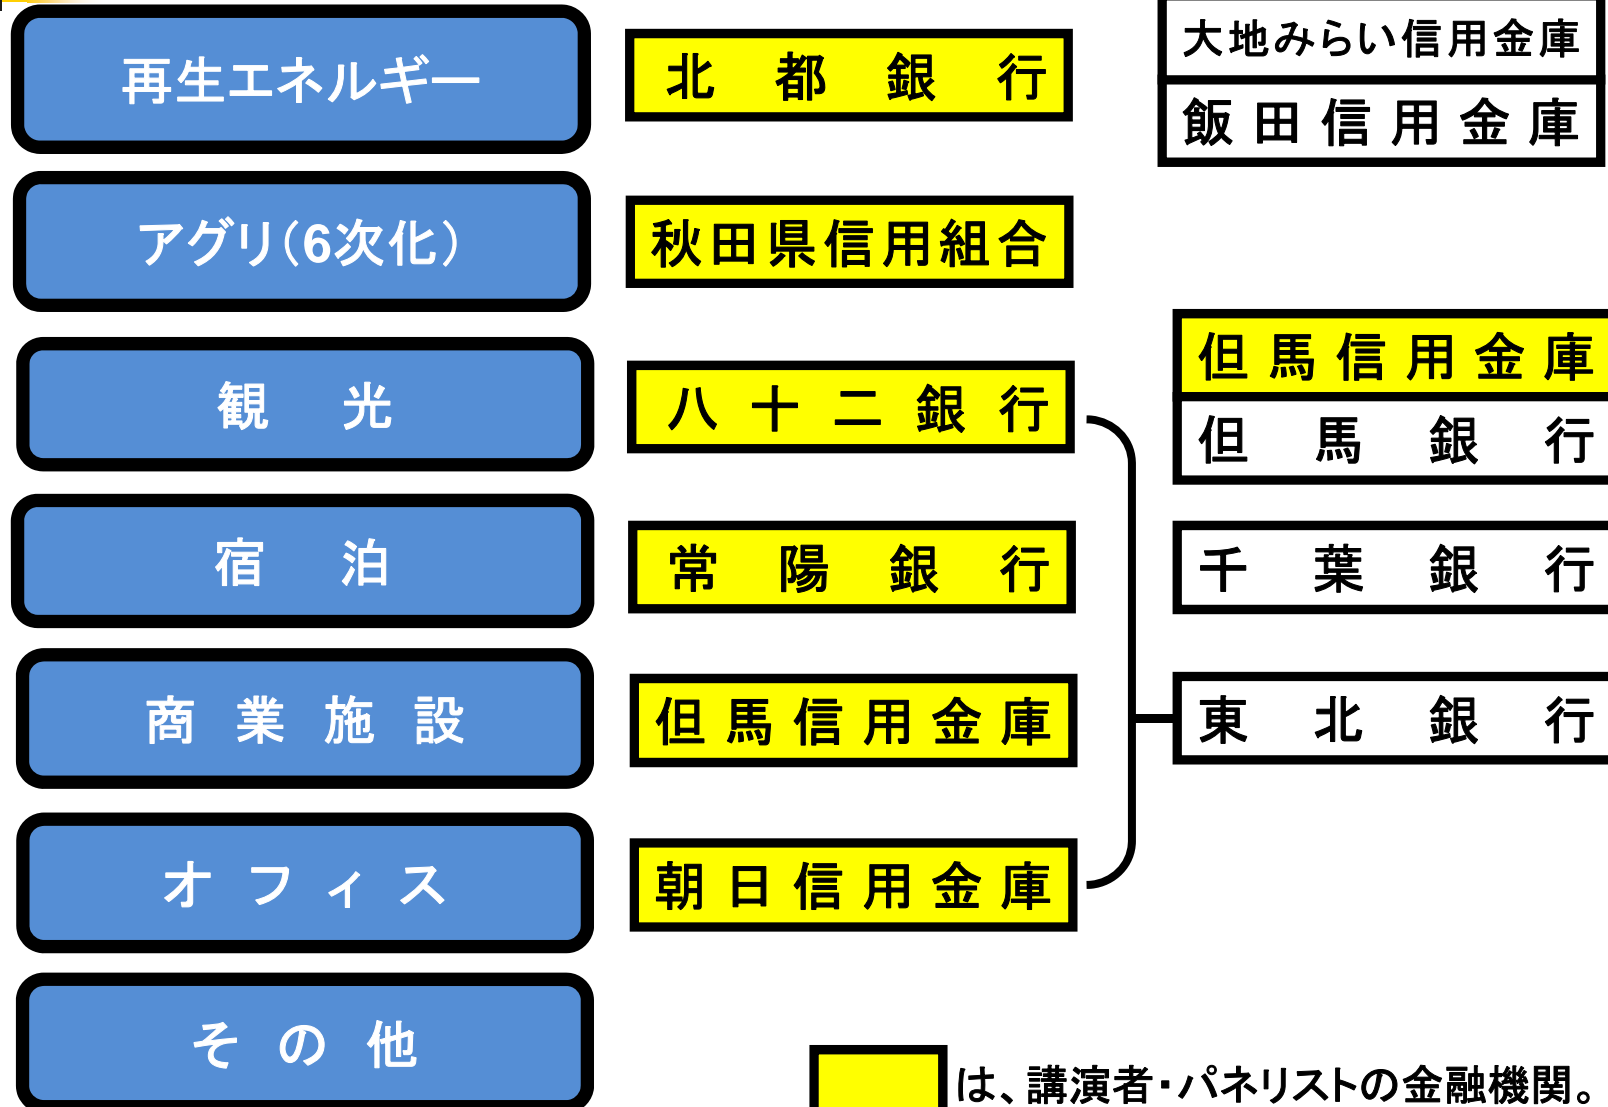 再生エネルギー
北都銀行
大地みらい信用金庫
飯田信用金庫
アグリ（6次化）
秋田県信用組合
観光
八十二銀行
但馬信用金庫
但馬銀行
宿泊
常陽銀行
千葉銀行
商業施設
但馬信用金庫
東北銀行
オフィス
朝日信用金庫
その他
は、講演者・パネリストの金融機関。